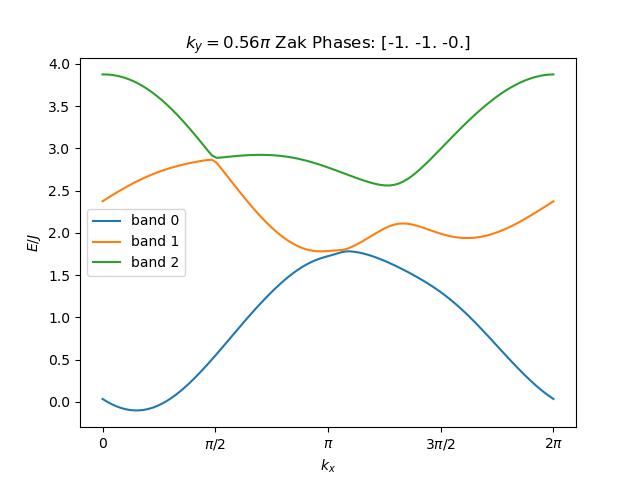 k_y = 0.56π Zak Phases: [-1. -1. -0.]
4.0
3.5
3.0
2.5
2.0
1.5
1.0
0.5
0.0
E/J
band 0
band 1
band 2
0
π/2
π
3π/2
2π
k_x